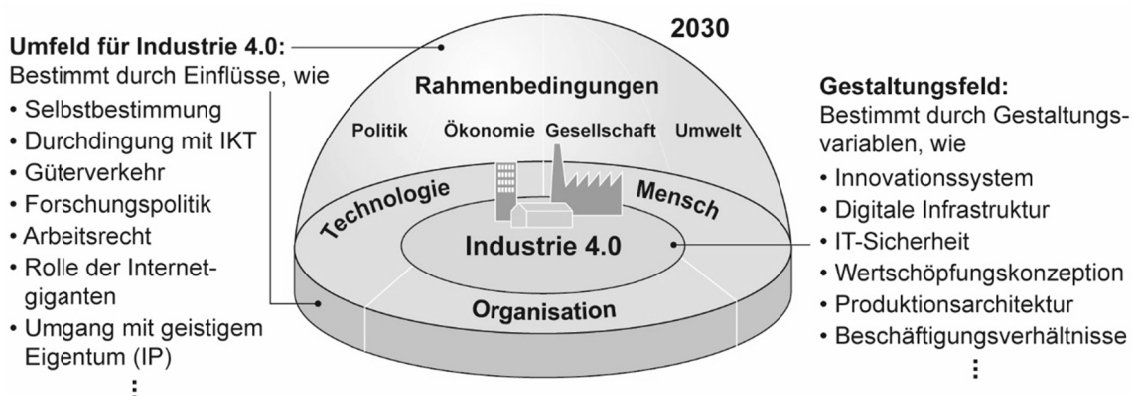 Umfeld für Industrie 4.0:
Bestimmt durch Einflüsse, wie
• Selbstbestimmung
• Durchdingung mit IKT
• Güterverkehr
• Forschungspolitik
• Arbeitsrecht
• Rolle der Internet-
giganten
• Umgang mit geistigem
Eigentum (IP)
2030
Rahmenbedingungen
Politik Ökonomie Gesellschaft Umwelt
Technologie
Mensch
Industrie 4.0
Organisation
Gestaltungsfeld:
Bestimmt durch Gestaltungs-
variablen, wie
• Innovationssystem
• Digitale Infrastruktur
• IT-Sicherheit
• Wertschöpfungskonzeption
• Produktionsarchitektur
• Beschäftigungsverhältnisse